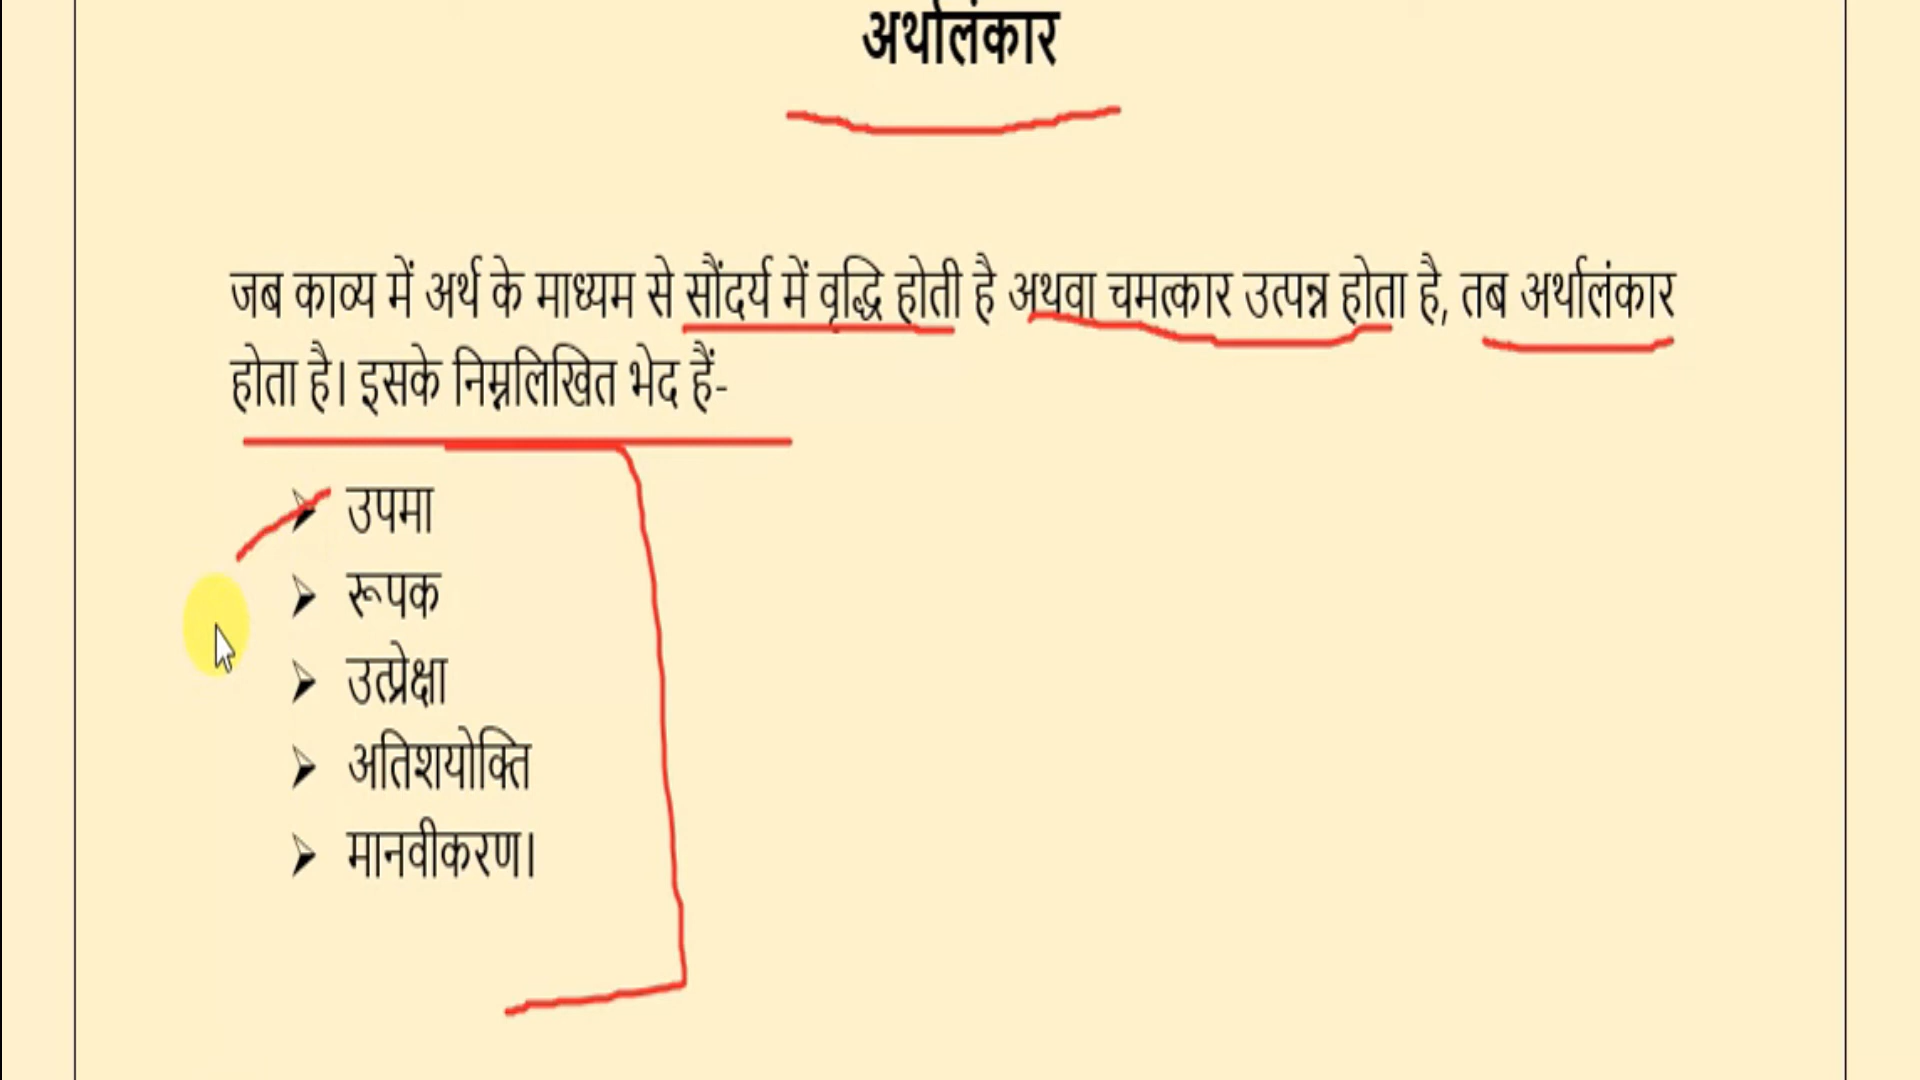 अर्थालंकार
जब काव्य में अर्थ के माध्यम से सौंदर्य में वृद्धि होती है अथवा चमत्कार उत्पन्न होता है, तब अर्थालंकार
होता है। इसके निम्नलिखित भेद हैं-
उपमा
रूपक
उत्प्रेक्षा
अतिशयोक्ति
मानवीकरण।